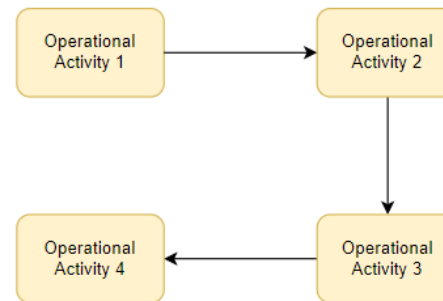 Operational
Activity 1
Operational
Activity 2
Operational
Activity 4
Operational
Activity 3